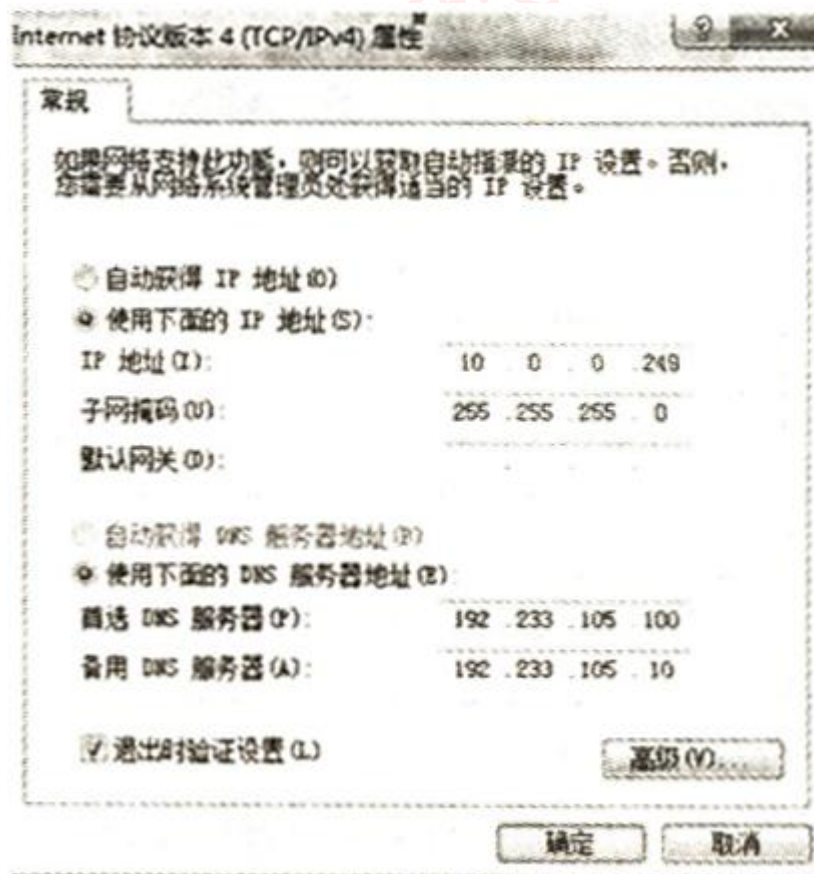 Internet 协议版本 4 (TCP/IPv4) 属性
常规
如果网络支持此功能，则可以获取自动指派的 IP 设置。否则，
您需要从网络系统管理员处获得适当的 IP 设置。
自动获得 IP 地址(O)
使用下面的 IP 地址(S):
IP 地址(I): 10 . 0 . 0 . 249
子网掩码(U): 255 . 255 . 255 . 0
默认网关(D): . . .
自动获得 DNS 服务器地址(B)
使用下面的 DNS 服务器地址(E):
首选 DNS 服务器(P): 192 . 233 . 105 . 100
备用 DNS 服务器(A): 192 . 233 . 105 . 10
退出时验证设置(L)
高级(V)...
确定 取消